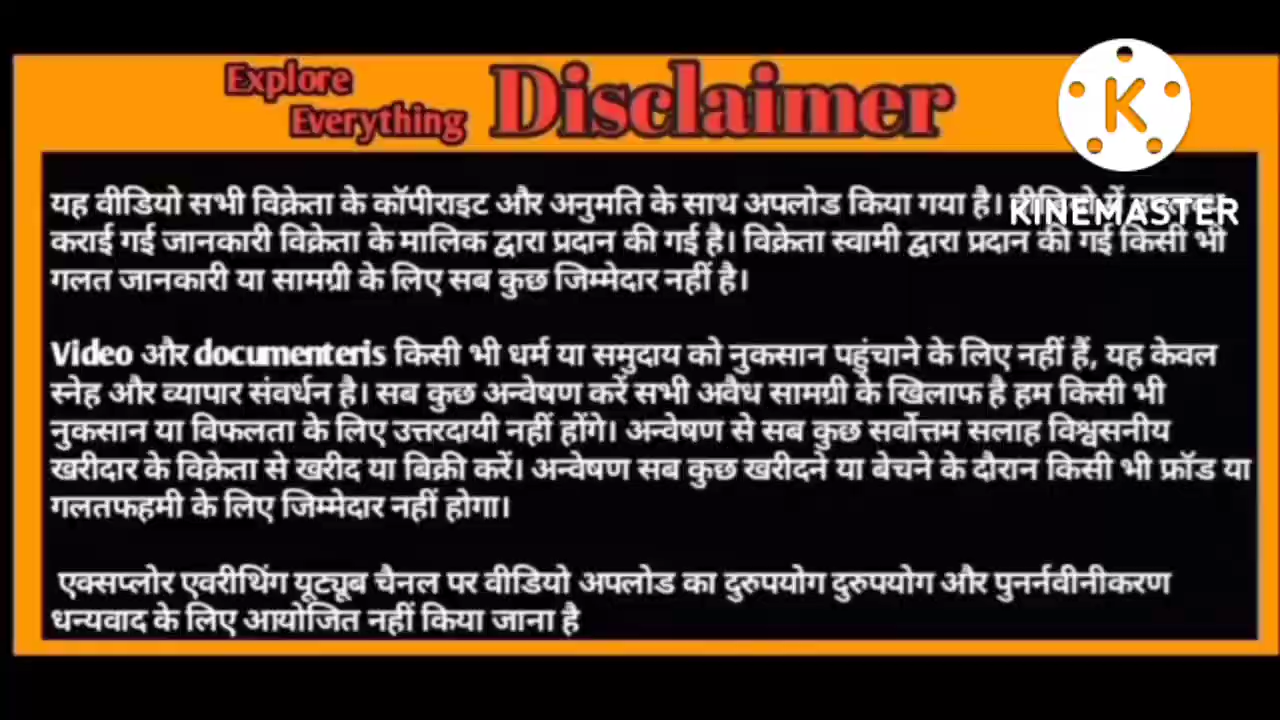 Explore
Everything Disclaimer
यह वीडियो सभी विक्रेता के कॉपीराइट और अनुमति के साथ अपलोड किया गया है।
KINEMASTER
कराई गई जानकारी विक्रेता के मालिक द्वारा प्रदान की गई है। विक्रेता स्वामी द्वारा प्रदान की गई किसी भी
गलत जानकारी या सामग्री के लिए सब कुछ जिम्मेदार नहीं है।
Video और documenteris किसी भी धर्म या समुदाय को नुकसान पहुंचाने के लिए नहीं हैं, यह केवल
स्नेह और व्यापार संवर्धन है। सब कुछ अन्वेषण करें सभी अवैध सामग्री के खिलाफ है हम किसी भी
नुकसान या विफलता के लिए उत्तरदायी नहीं होंगे। अन्वेषण से सब कुछ सर्वोत्तम सलाह विश्वसनीय
खरीदार के विक्रेता से खरीद या बिक्री करें। अन्वेषण सब कुछ खरीदने या बेचने के दौरान किसी भी फ्रॉड या
गलतफहमी के लिए जिम्मेदार नहीं होगा।
एक्सप्लोर एवरीथिंग यूट्यूब चैनल पर वीडियो अपलोड का दुरुपयोग दुरुपयोग और पुनर्नवीनीकरण
धन्यवाद के लिए आयोजित नहीं किया जाना है